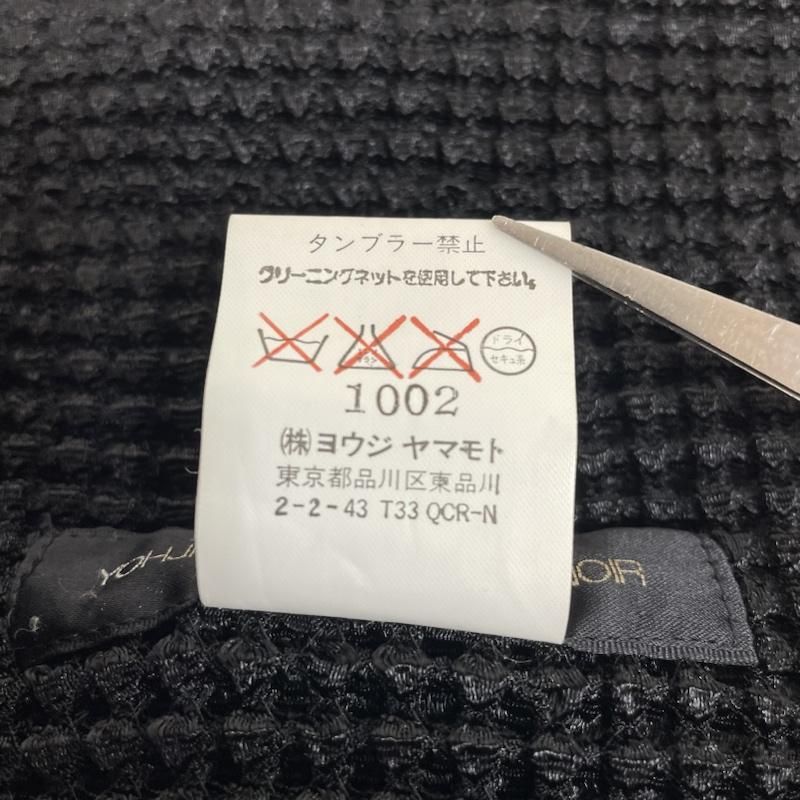 タンブラー禁止
クリーニングネットを使用して下さい。
ドライ
セキュ系
1002
(株)ヨウジ ヤマモト
東京都品川区東品川
2-2-43 T33 QCR-N
NOIR